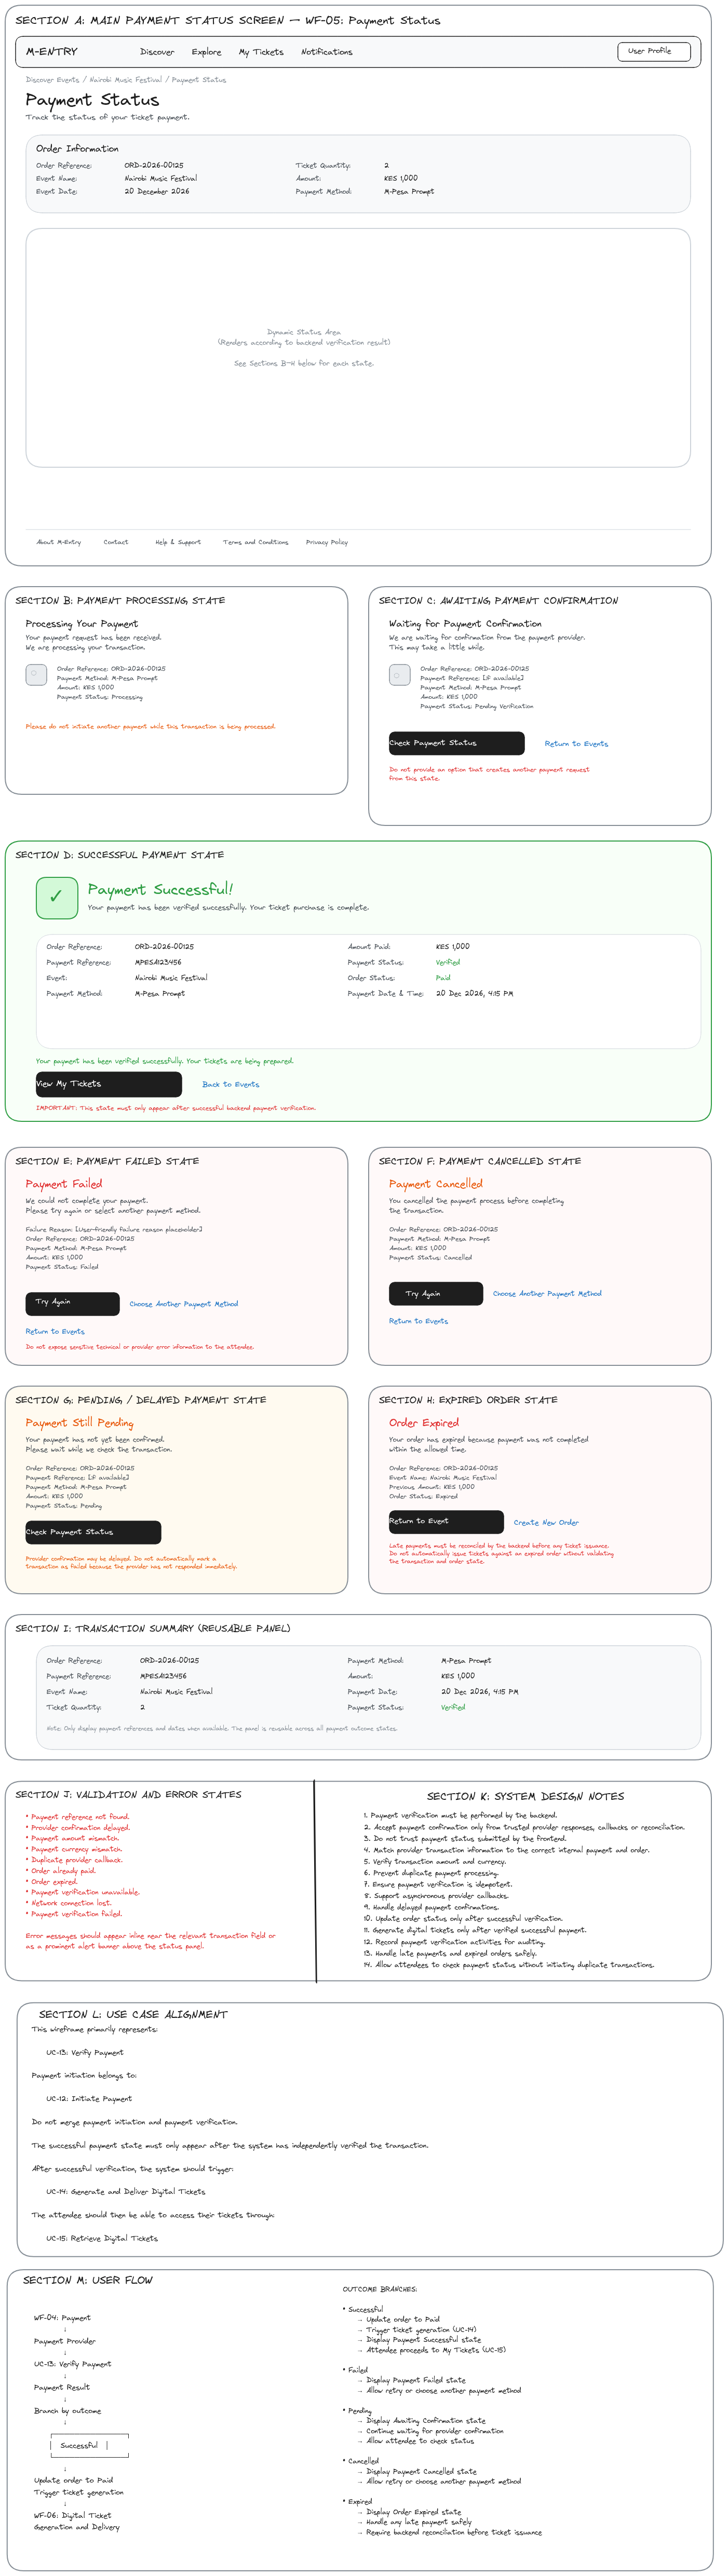 SECTION A: MAIN PAYMENT STATUS SCREEN — WF-05: Payment Status
M-ENTRY
Discover
Explore
My Tickets
Notifications
User Profile
Discover Events / Nairobi Music Festival / Payment Status
Payment Status
Track the status of your ticket payment.
Order Information
Order Reference: ORD-2026-00125
Ticket Quantity: 2
Event Name: Nairobi Music Festival
Amount: KES 1,000
Event Date: 20 December 2026
Payment Method: M-Pesa Prompt
Dynamic Status Area
(Renders according to backend verification result)
See Sections B–H below for each state.
About M-Entry
Contact
Help & Support
Terms and Conditions
Privacy Policy
SECTION B: PAYMENT PROCESSING STATE
Processing Your Payment
Your payment request has been received.
We are processing your transaction.
Order Reference: ORD-2026-00125
Payment Method: M-Pesa Prompt
Amount: KES 1,000
Payment Status: Processing
Please do not initiate another payment while this transaction is being processed.
SECTION C: AWAITING PAYMENT CONFIRMATION
Waiting for Payment Confirmation
We are waiting for confirmation from the payment provider.
This may take a little while.
Order Reference: ORD-2026-00125
Payment Reference: [if available]
Payment Method: M-Pesa Prompt
Amount: KES 1,000
Payment Status: Pending Verification
Check Payment Status
Return to Events
Do not provide an option that creates another payment request
from this state.
SECTION D: SUCCESSFUL PAYMENT STATE
✓
Payment Successful!
Your payment has been verified successfully. Your ticket purchase is complete.
Order Reference: ORD-2026-00125
Amount Paid: KES 1,000
Payment Reference: MPESA123456
Payment Status: Verified
Event: Nairobi Music Festival
Order Status: Paid
Payment Method: M-Pesa Prompt
Payment Date & Time: 20 Dec 2026, 4:15 PM
Your payment has been verified successfully. Your tickets are being prepared.
View My Tickets
Back to Events
IMPORTANT: This state must only appear after successful backend payment verification.
SECTION E: PAYMENT FAILED STATE
Payment Failed
We could not complete your payment.
Please try again or select another payment method.
Failure Reason: [User-friendly failure reason placeholder]
Order Reference: ORD-2026-00125
Payment Method: M-Pesa Prompt
Amount: KES 1,000
Payment Status: Failed
Try Again
Choose Another Payment Method
Return to Events
Do not expose sensitive technical or provider error information to the attendee.
SECTION F: PAYMENT CANCELLED STATE
Payment Cancelled
You cancelled the payment process before completing
the transaction.
Order Reference: ORD-2026-00125
Payment Method: M-Pesa Prompt
Amount: KES 1,000
Payment Status: Cancelled
Try Again
Choose Another Payment Method
Return to Events
SECTION G: PENDING / DELAYED PAYMENT STATE
Payment Still Pending
Your payment has not yet been confirmed.
Please wait while we check the transaction.
Order Reference: ORD-2026-00125
Payment Reference: [if available]
Payment Method: M-Pesa Prompt
Amount: KES 1,000
Payment Status: Pending
Check Payment Status
Provider confirmation may be delayed. Do not automatically mark a
transaction as failed because the provider has not responded immediately.
SECTION H: EXPIRED ORDER STATE
Order Expired
Your order has expired because payment was not completed
within the allowed time.
Order Reference: ORD-2026-00125
Event Name: Nairobi Music Festival
Previous Amount: KES 1,000
Order Status: Expired
Return to Event
Create New Order
Late payments must be reconciled by the backend before any ticket issuance.
Do not automatically issue tickets against an expired order without validating
the transaction and order state.
SECTION I: TRANSACTION SUMMARY (REUSABLE PANEL)
Order Reference: ORD-2026-00125
Payment Method: M-Pesa Prompt
Payment Reference: MPESA123456
Amount: KES 1,000
Event Name: Nairobi Music Festival
Payment Date: 20 Dec 2026, 4:15 PM
Ticket Quantity: 2
Payment Status: Verified
Note: Only display payment references and dates when available. The panel is reusable across all payment outcome states.
SECTION J: VALIDATION AND ERROR STATES
• Payment reference not found.
• Provider confirmation delayed.
• Payment amount mismatch.
• Payment currency mismatch.
• Duplicate provider callback.
• Order already paid.
• Order expired.
• Payment verification unavailable.
• Network connection lost.
• Payment verification failed.
Error messages should appear inline near the relevant transaction field or
as a prominent alert banner above the status panel.
SECTION K: SYSTEM DESIGN NOTES
1. Payment verification must be performed by the backend.
2. Accept payment confirmation only from trusted provider responses, callbacks or reconciliation.
3. Do not trust payment status submitted by the frontend.
4. Match provider transaction information to the correct internal payment and order.
5. Verify transaction amount and currency.
6. Prevent duplicate payment processing.
7. Ensure payment verification is idempotent.
8. Support asynchronous provider callbacks.
9. Handle delayed payment confirmations.
10. Update order status only after successful verification.
11. Generate digital tickets only after verified successful payment.
12. Record payment verification activities for auditing.
13. Handle late payments and expired orders safely.
14. Allow attendees to check payment status without initiating duplicate transactions.
SECTION L: USE CASE ALIGNMENT
This wireframe primarily represents:
UC-13: Verify Payment
Payment initiation belongs to:
UC-12: Initiate Payment
Do not merge payment initiation and payment verification.
The successful payment state must only appear after the system has independently verified the transaction.
After successful verification, the system should trigger:
UC-14: Generate and Deliver Digital Tickets
The attendee should then be able to access their tickets through:
UC-15: Retrieve Digital Tickets
SECTION M: USER FLOW
WF-04: Payment
↓
Payment Provider
↓
UC-13: Verify Payment
↓
Payment Result
↓
Branch by outcome
↓
Successful
↓
Update order to Paid
Trigger ticket generation
↓
WF-06: Digital Ticket
Generation and Delivery
OUTCOME BRANCHES:
• Successful
→ Update order to Paid
→ Trigger ticket generation (UC-14)
→ Display Payment Successful state
→ Attendee proceeds to My Tickets (UC-15)
• Failed
→ Display Payment Failed state
→ Allow retry or choose another payment method
• Pending
→ Display Awaiting Confirmation state
→ Continue waiting for provider confirmation
→ Allow attendee to check status
• Cancelled
→ Display Payment Cancelled state
→ Allow retry or choose another payment method
• Expired
→ Display Order Expired state
→ Handle any late payment safely
→ Require backend reconciliation before ticket issuance